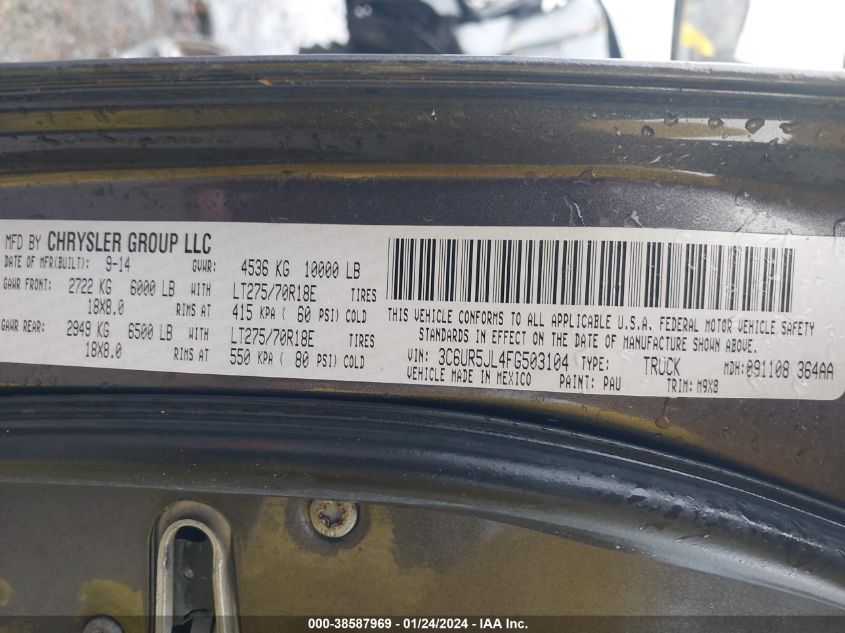 MFD BY CHRYSLER GROUP LLC
DATE OF MFR(BUILT): 9-14 GVWR: 4536 KG 10000 LB
GAWR FRONT: 2722 KG 6000 LB WITH LT275/70R18E TIRES
18X8.0 RIMS AT 415 KPA ( 60 PSI) COLD
GAWR REAR: 2949 KG 6500 LB WITH LT275/70R18E TIRES
18X8.0 RIMS AT 550 KPA ( 80 PSI) COLD
THIS VEHICLE CONFORMS TO ALL APPLICABLE U.S.A. FEDERAL MOTOR VEHICLE SAFETY
STANDARDS IN EFFECT ON THE DATE OF MANUFACTURE SHOWN ABOVE.
VIN: 3C6UR5JL4FG503104 TYPE: TRUCK MDH:091108 364AA
VEHICLE MADE IN MEXICO PAINT: PAU TRIM: M9X8
000-38587969 - 01/24/2024 - IAA, Inc.